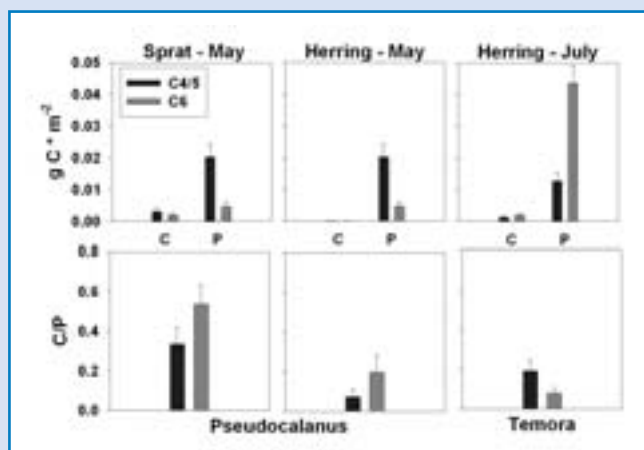 Sprat - May Herring - May Herring - July
C4/5
C6
g C * m⁻²
0.05
0.04
0.03
0.02
0.01
0.00
C P C P C P
C/P
0.8
0.6
0.4
0.2
0.0
Pseudocalanus Temora